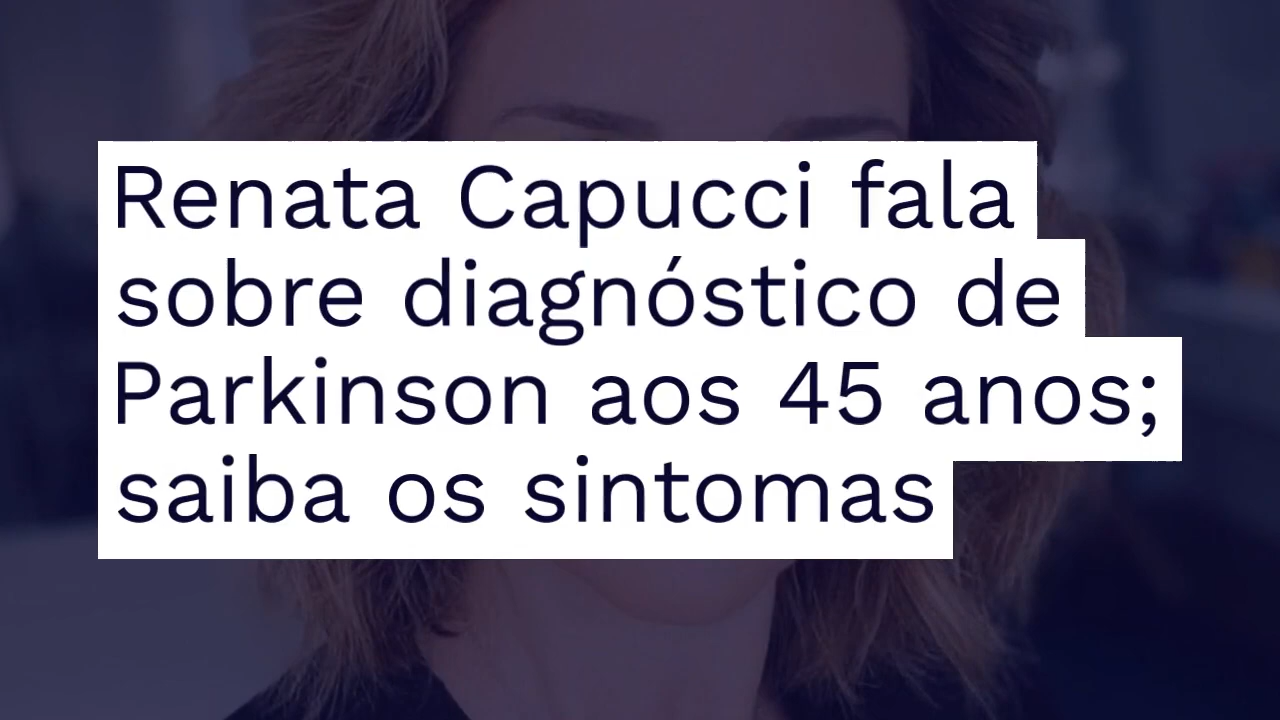 Renata Capucci fala
sobre diagnóstico de
Parkinson aos 45 anos;
saiba os sintomas